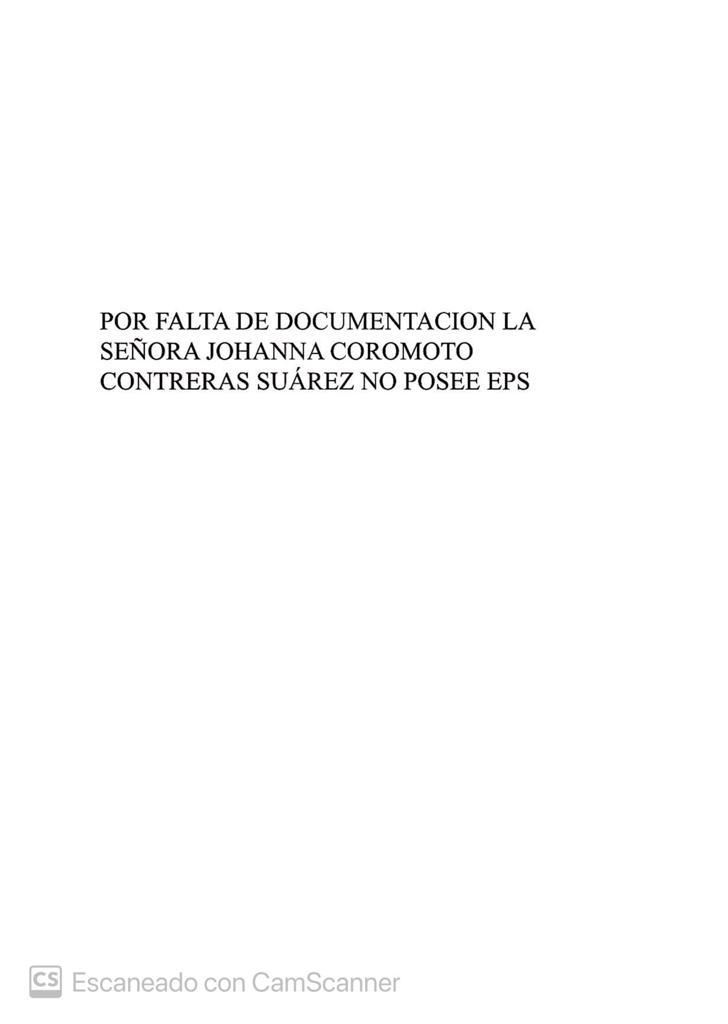 POR FALTA DE DOCUMENTACION LA
SEÑORA JOHANNA COROMOTO
CONTRERAS SUÁREZ NO POSEE EPS
CS Escaneado con CamScanner